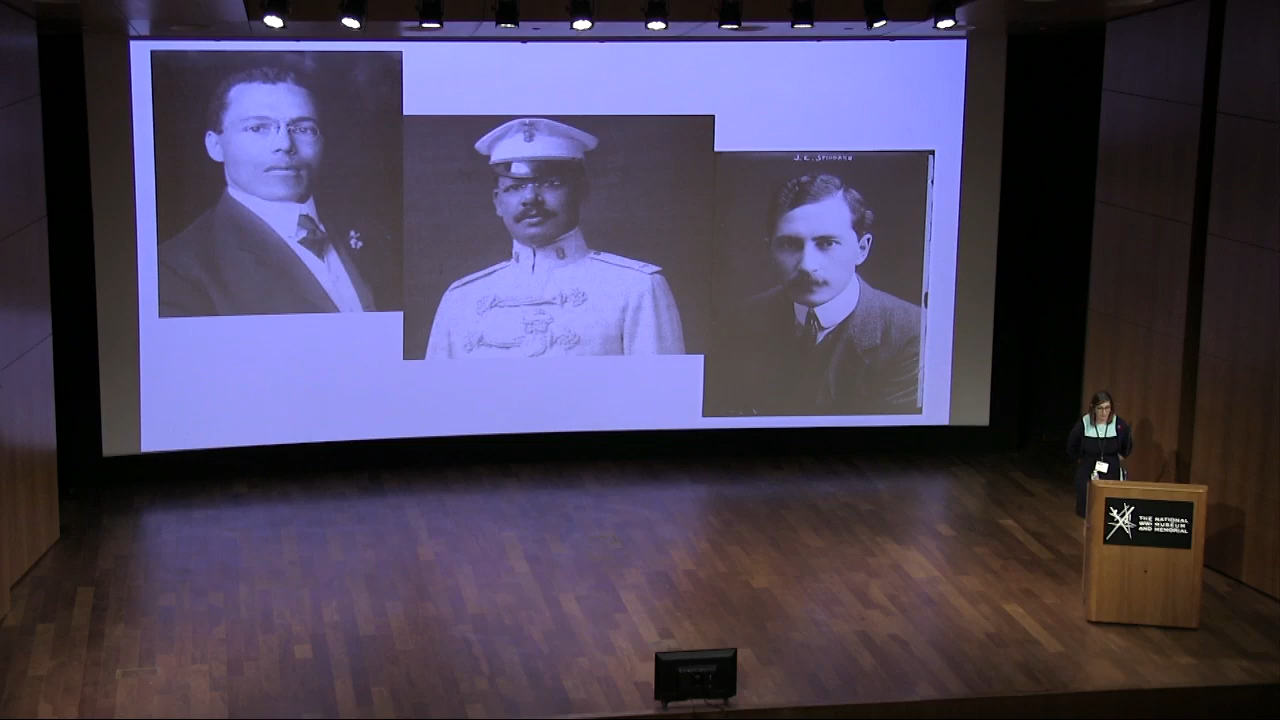 J.E. SPINGARN
THE NATIONAL
WWI MUSEUM
AND MEMORIAL